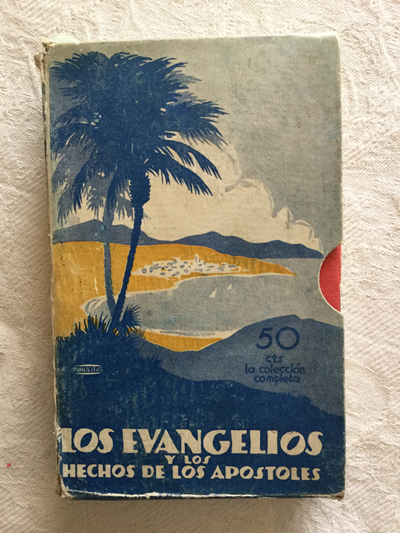 50
cts
la colección
completa
LOS EVANGELIOS
Y LOS
HECHOS DE LOS APOSTOLES